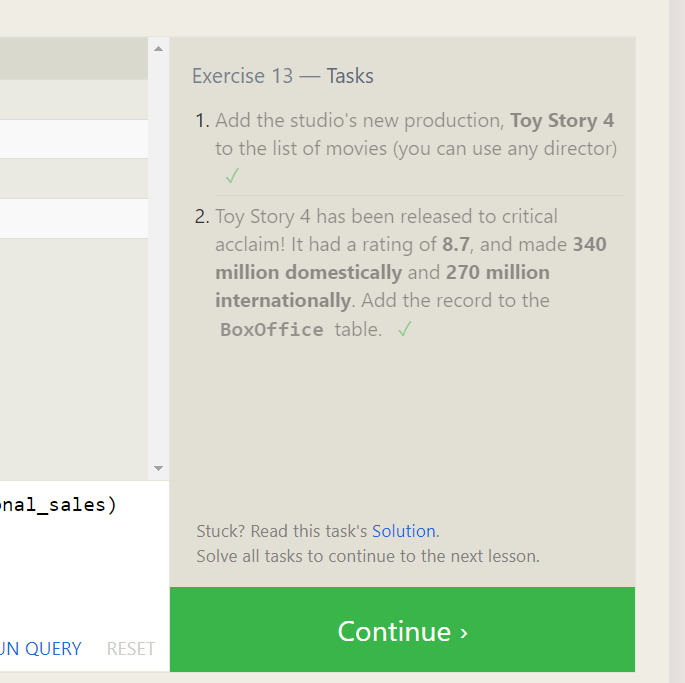 Exercise 13 — Tasks
1. Add the studio's new production, Toy Story 4
to the list of movies (you can use any director)
✓
2. Toy Story 4 has been released to critical
acclaim! It had a rating of 8.7, and made 340
million domestically and 270 million
internationally. Add the record to the
BoxOffice table. ✓
onal_sales)
Stuck? Read this task's Solution.
Solve all tasks to continue to the next lesson.
UN QUERY RESET
Continue ›